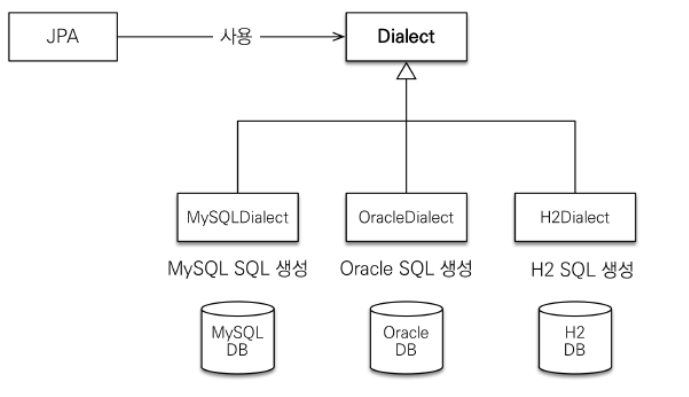 JPA
사용
Dialect
MySQLDialect
OracleDialect
H2Dialect
MySQL SQL 생성
Oracle SQL 생성
H2 SQL 생성
MySQL
DB
Oracle
DB
H2
DB